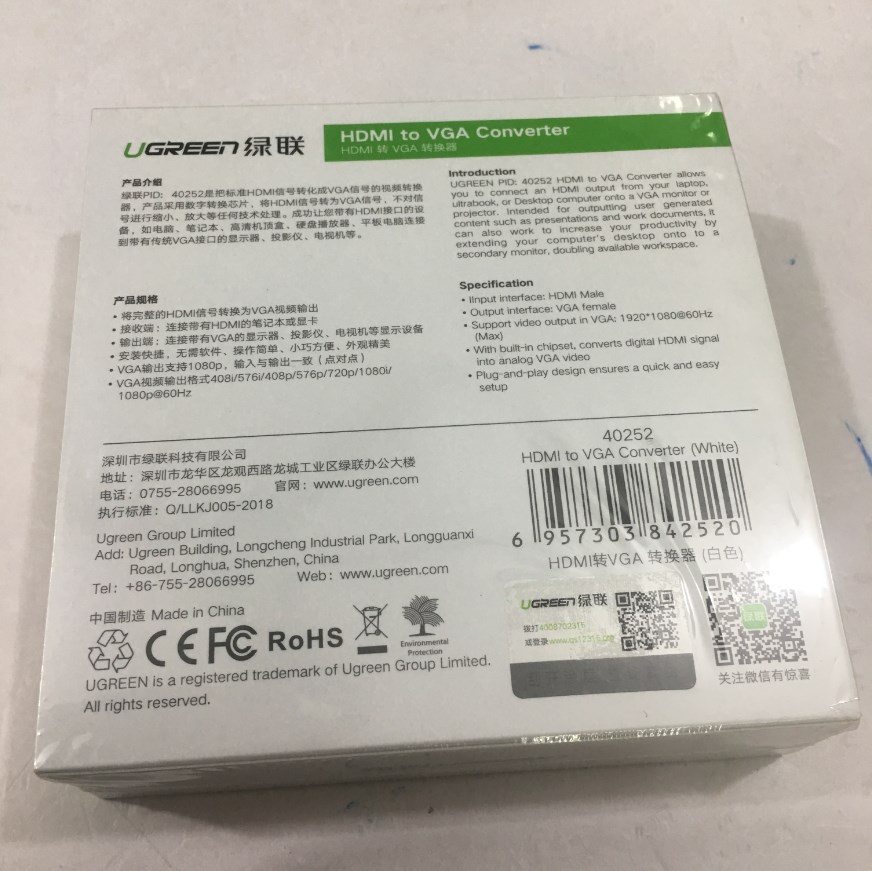 UGREEN 绿联
HDMI to VGA Converter
HDMI 转 VGA 转换器
产品介绍
绿联PID: 40252是把标准HDMI信号转化成VGA信号的视频转换
器，产品采用数字转换芯片，将HDMI信号转为VGA信号，不对信
号进行缩小、放大等任何技术处理。成功让您带有HDMI接口的设
备，如电脑、笔记本、高清机顶盒、硬盘播放器、平板电脑连接
到带有传统VGA接口的显示器、投影仪、电视机等。
Introduction
UGREEN PID: 40252 HDMI to VGA Converter allows
you to connect an HDMI output from your laptop,
ultrabook, or Desktop computer onto a VGA monitor or
projector. Intended for outputting user generated
content such as presentations and work documents, it
can also work to increase your productivity by
extending your computer's desktop onto to a
secondary monitor, doubling available workspace.
产品规格
• 将完整的HDMI信号转换为VGA视频输出
• 接收端：连接带有HDMI的笔记本或显卡
• 输出端：连接带有VGA的显示器、投影仪、电视机等显示设备
• 安装快捷，无需软件、操作简单、小巧方便、外观精美
• VGA输出支持1080p，输入与输出一致（点对点）
• VGA视频输出格式408i/576i/408p/576p/720p/1080i/
1080p@60Hz
Specification
• IInput interface: HDMI Male
• Output interface: VGA female
• Support video output in VGA: 1920*1080@60Hz
(Max)
• With built-in chipset, converts digital HDMI signal
into analog VGA video
• Plug-and-play design ensures a quick and easy
setup
深圳市绿联科技有限公司
地址：深圳市龙华区龙观西路龙城工业区绿联办公大楼
电话：0755-28066995 官网：www.ugreen.com
执行标准：Q/LLKJ005-2018
Ugreen Group Limited
Add: Ugreen Building, Longcheng Industrial Park, Longguanxi
Road, Longhua, Shenzhen, China
Tel：+86-755-28066995 Web：www.ugreen.com
中国制造 Made in China
CE FC RoHS
Environmental
Protection
UGREEN is a registered trademark of Ugreen Group Limited.
All rights reserved.
40252
HDMI to VGA Converter (White)
6 957303 842520
HDMI转VGA 转换器 (白色)
UGREEN 绿联
拨打4008702315
或登录www.cs12315.org
绿联
关注微信有惊喜